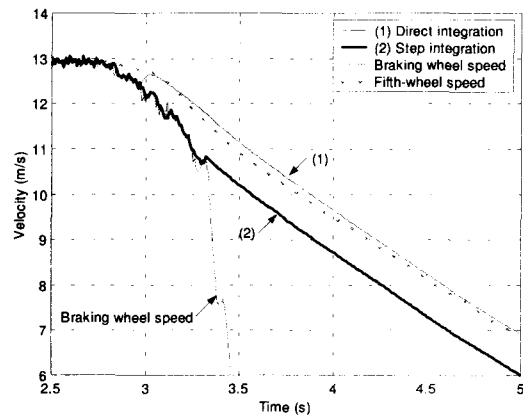 (1) Direct integration
(2) Step integration
Braking wheel speed
Fifth-wheel speed
14
13
12
11
10
9
8
7
6
Velocity (m/s)
(1)
(2)
Braking wheel speed
2.5
3
3.5
4
4.5
5
Time (s)